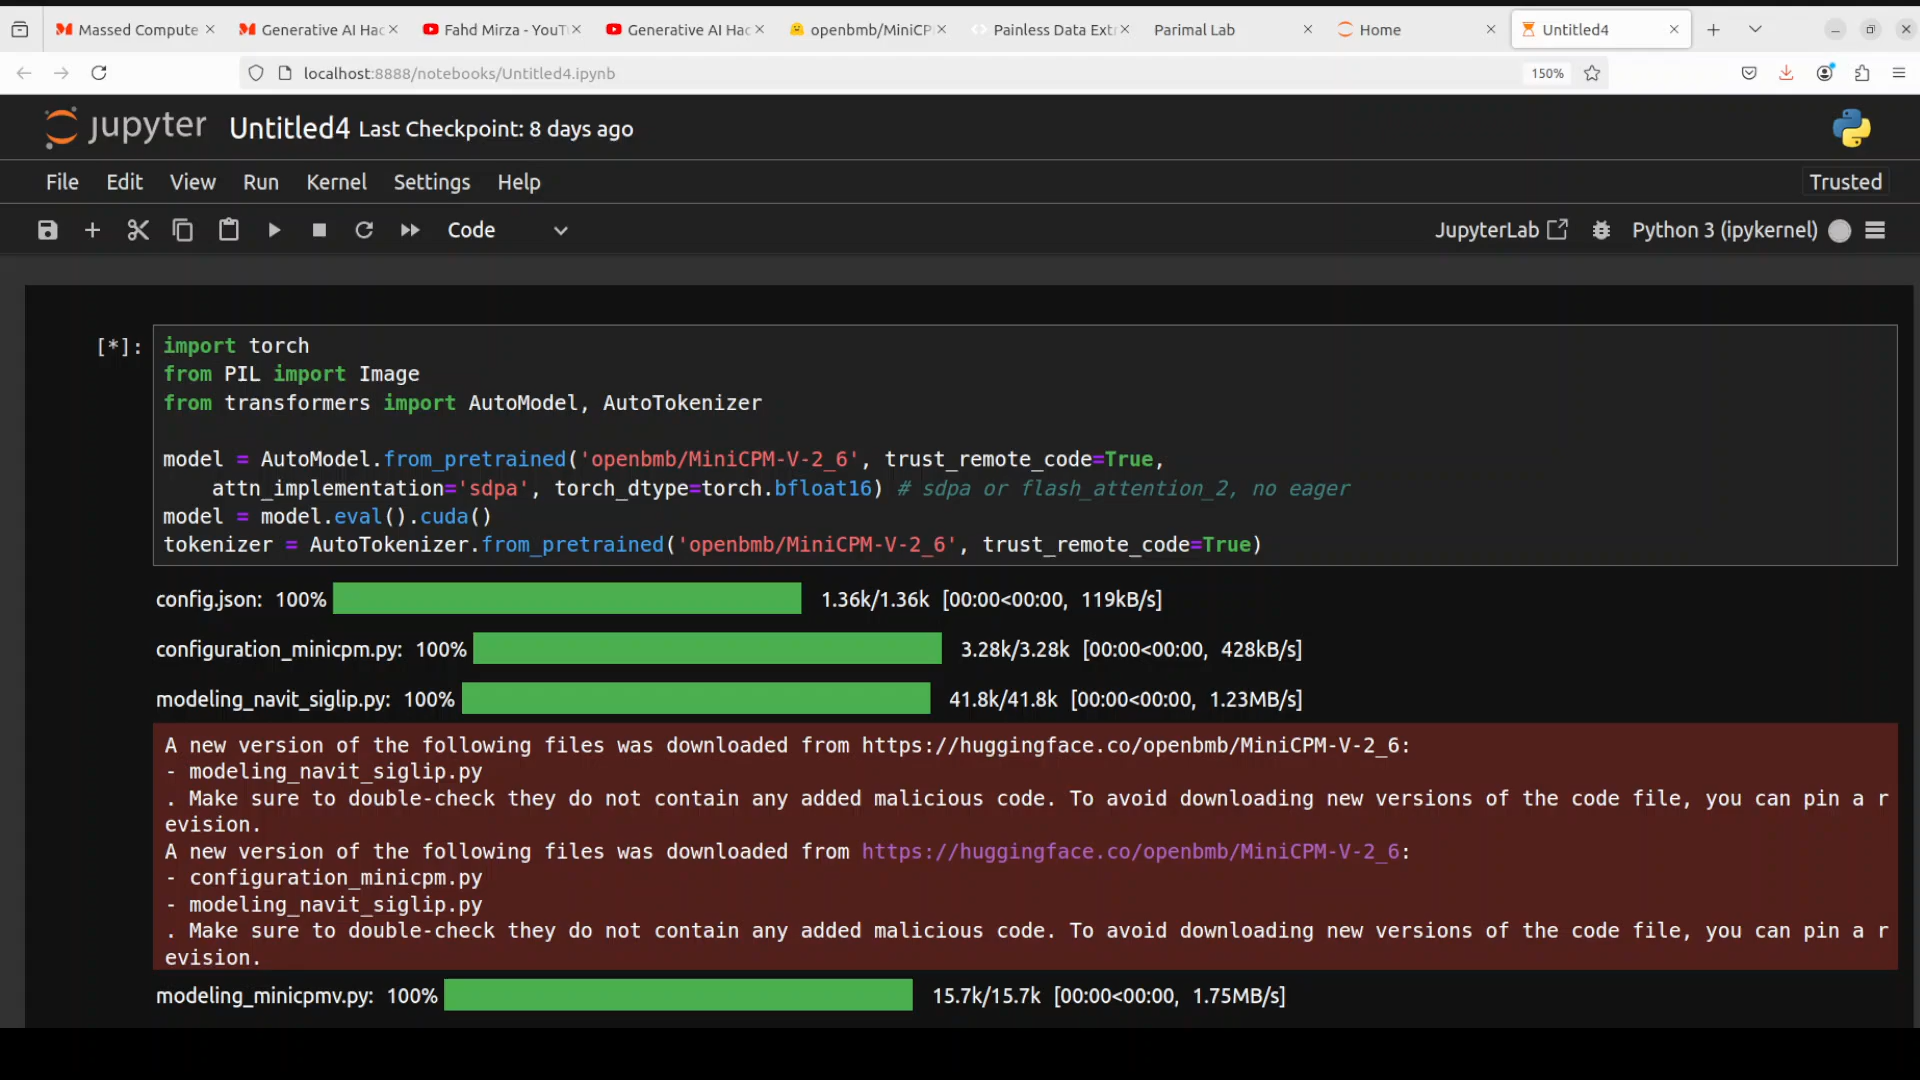 Massed Compute
Generative AI Hac
Fahd Mirza - YouT
Generative AI Hac
openbmb/MiniCP
Painless Data Extr
Parimal Lab
Home
Untitled4
localhost:8888/notebooks/Untitled4.ipynb
150%
jupyter Untitled4 Last Checkpoint: 8 days ago
File Edit View Run Kernel Settings Help Trusted
Code JupyterLab Python 3 (ipykernel)
[*]: import torch
from PIL import Image
from transformers import AutoModel, AutoTokenizer
model = AutoModel.from_pretrained('openbmb/MiniCPM-V-2_6', trust_remote_code=True,
attn_implementation='sdpa', torch_dtype=torch.bfloat16) # sdpa or flash_attention_2, no eager
model = model.eval().cuda()
tokenizer = AutoTokenizer.from_pretrained('openbmb/MiniCPM-V-2_6', trust_remote_code=True)
config.json: 100% 1.36k/1.36k [00:00<00:00, 119kB/s]
configuration_minicpm.py: 100% 3.28k/3.28k [00:00<00:00, 428kB/s]
modeling_navit_siglip.py: 100% 41.8k/41.8k [00:00<00:00, 1.23MB/s]
A new version of the following files was downloaded from https://huggingface.co/openbmb/MiniCPM-V-2_6:
- modeling_navit_siglip.py
. Make sure to double-check they do not contain any added malicious code. To avoid downloading new versions of the code file, you can pin a r
evision.
A new version of the following files was downloaded from https://huggingface.co/openbmb/MiniCPM-V-2_6:
- configuration_minicpm.py
- modeling_navit_siglip.py
. Make sure to double-check they do not contain any added malicious code. To avoid downloading new versions of the code file, you can pin a r
evision.
modeling_minicpmv.py: 100% 15.7k/15.7k [00:00<00:00, 1.75MB/s]